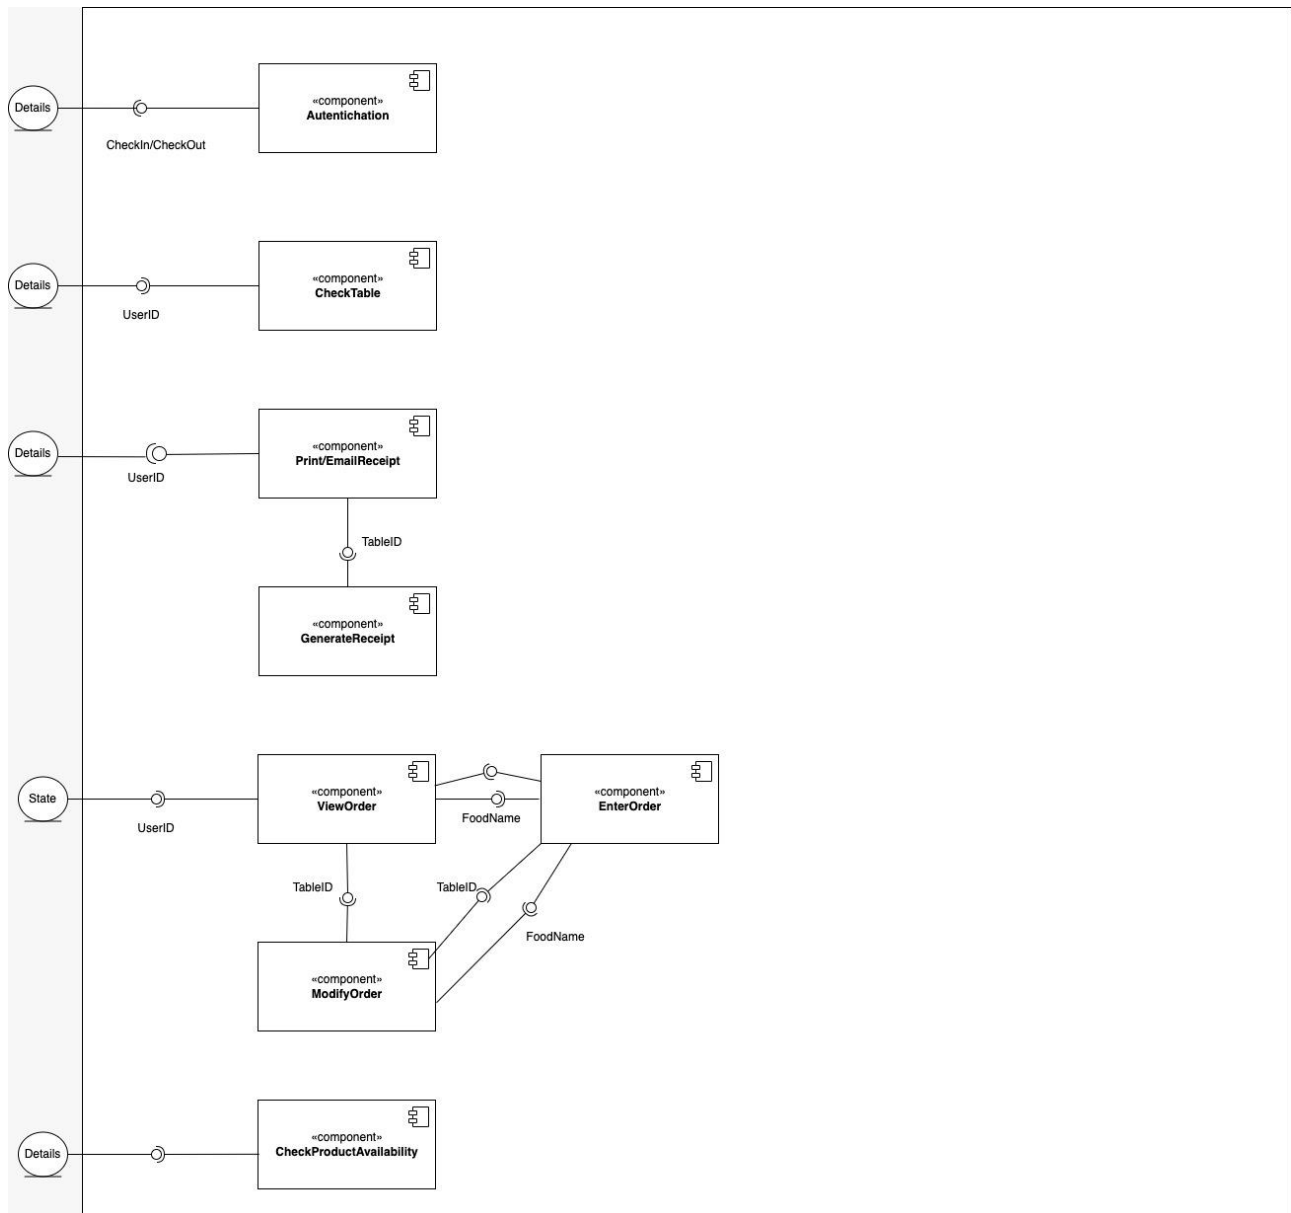 Details
CheckIn/CheckOut
«component»
Autentichation
Details
UserID
«component»
CheckTable
Details
UserID
«component»
Print/EmailReceipt
TableID
«component»
GenerateReceipt
State
UserID
«component»
ViewOrder
FoodName
«component»
EnterOrder
TableID
TableID
FoodName
«component»
ModifyOrder
Details
«component»
CheckProductAvailability